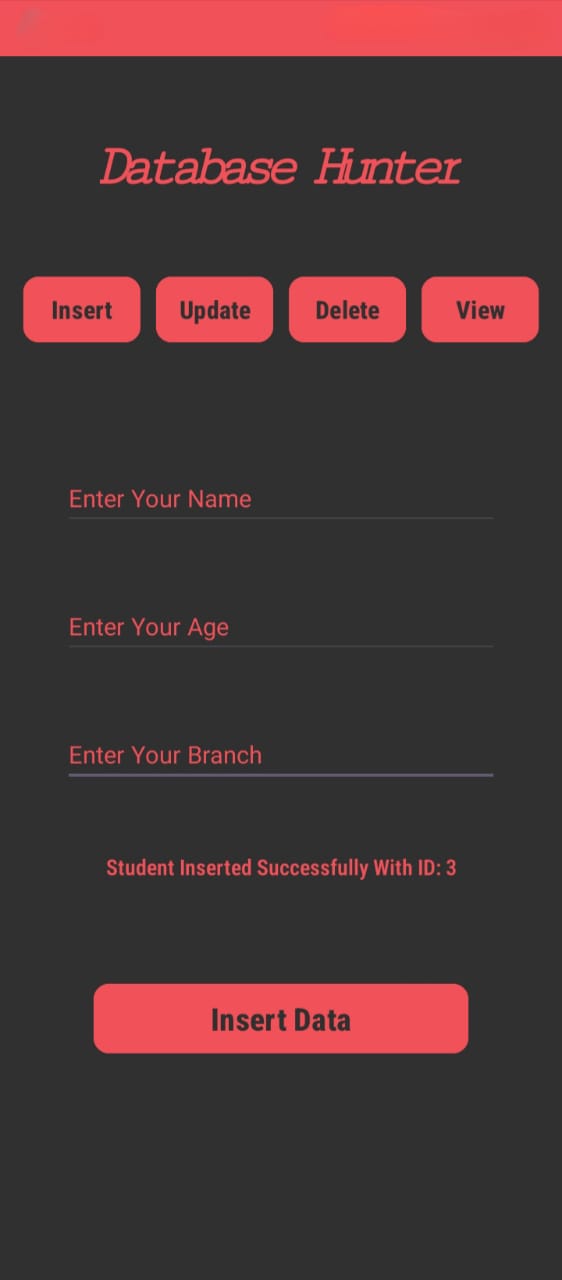 Database Hunter
Insert Update Delete View
Enter Your Name
Enter Your Age
Enter Your Branch
Student Inserted Successfully With ID: 3
Insert Data